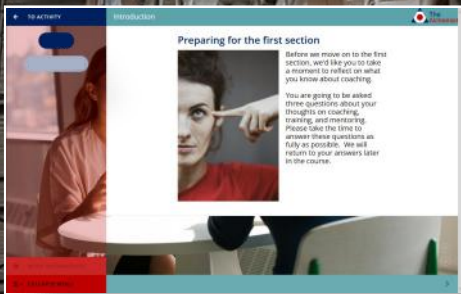 TO ACTIVITY
Introduction
The
Preparing for the first section
Before we move on to the first
section, we'd like you to take
a moment to reflect on what
you know about coaching.
You are going to be asked
three questions about your
thoughts on coaching,
training, and mentoring.
Please take the time to
answer these questions as
fully as possible. We will
return to your answers later
in the course.